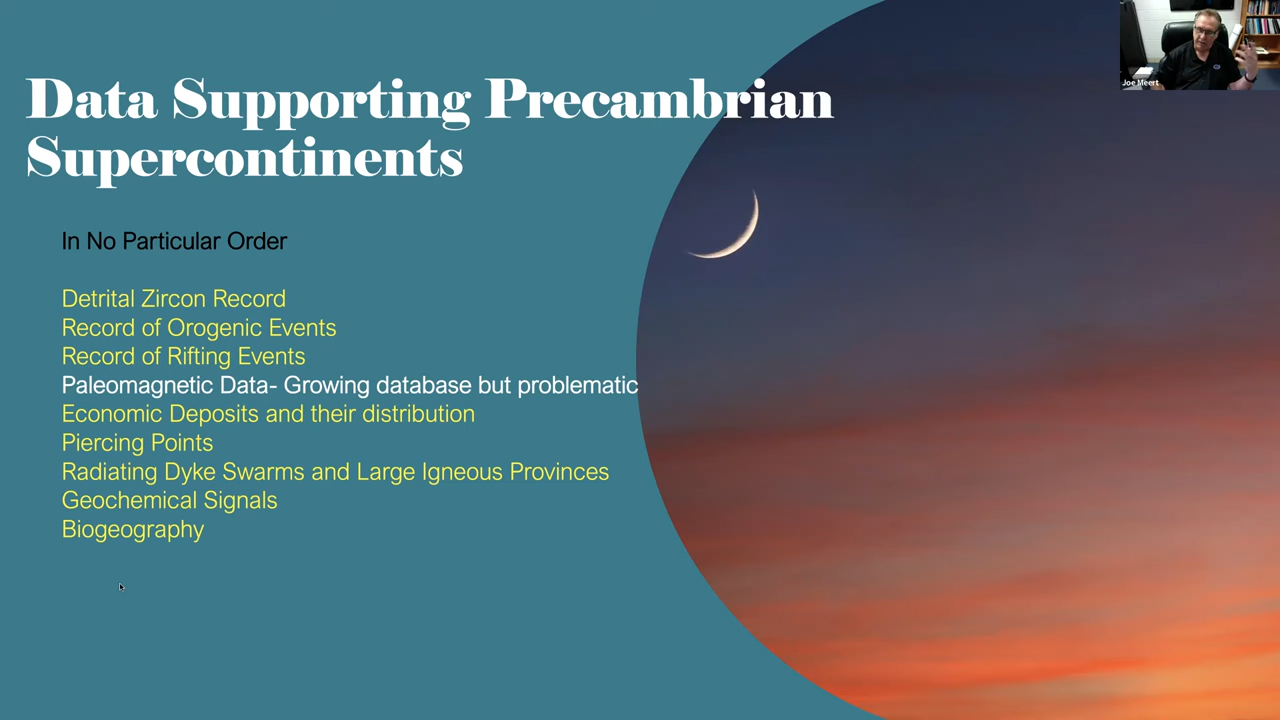 Data Supporting Precambrian
Supercontinents
In No Particular Order
Detrital Zircon Record
Record of Orogenic Events
Record of Rifting Events
Paleomagnetic Data- Growing database but problematic
Economic Deposits and their distribution
Piercing Points
Radiating Dyke Swarms and Large Igneous Provinces
Geochemical Signals
Biogeography
Joe Meert